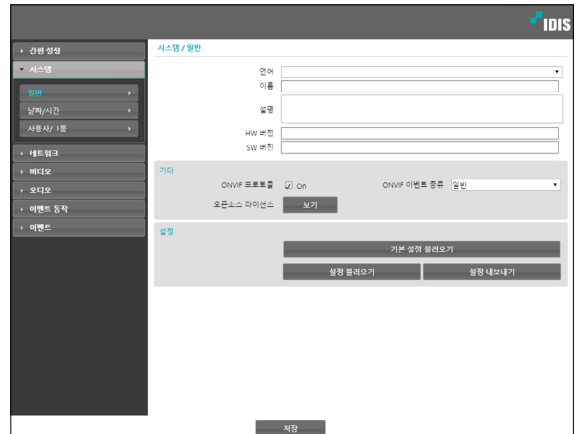 IDIS
간편 설정
시스템
일반
날짜/시간
사용자/그룹
네트워크
비디오
오디오
이벤트 동작
이벤트
시스템 / 일반
언어
이름
설명
HW 버전
SW 버전
기타
ONVIF 프로토콜 On ONVIF 이벤트 종류 일반
오픈소스 라이선스 보기
설정
기본 설정 불러오기
설정 불러오기 설정 내보내기
저장